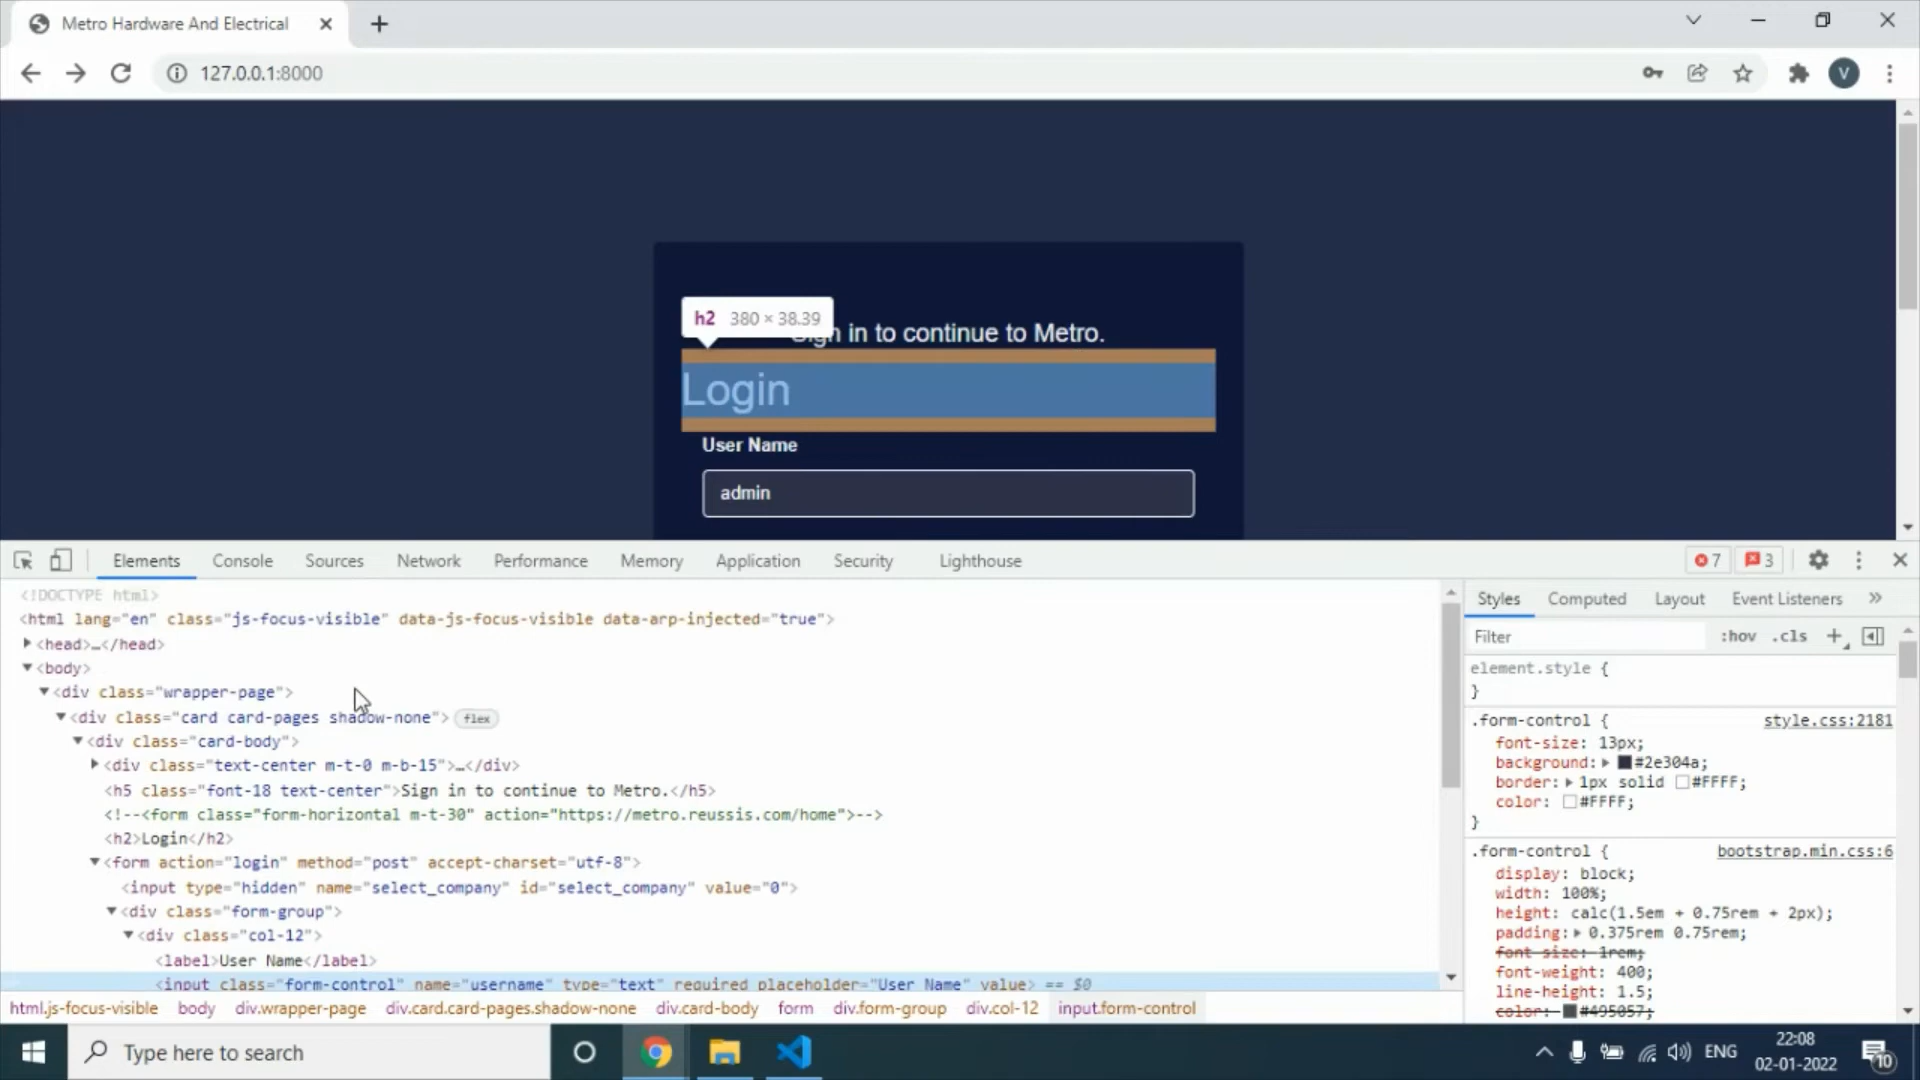 Metro Hardware And Electrical
127.0.0.1:8000
V
h2 380 × 38.39
Sign in to continue to Metro.
Login
User Name
admin
Elements Console Sources Network Performance Memory Application Security Lighthouse 7 3
<!DOCTYPE html>
<html lang="en" class="js-focus-visible" data-js-focus-visible data-arp-injected="true">
<head>…</head>
<body>
<div class="wrapper-page">
<div class="card card-pages shadow-none"> flex
<div class="card-body">
<div class="text-center m-t-0 m-b-15">…</div>
<h5 class="font-18 text-center">Sign in to continue to Metro.</h5>
<!--<form class="form-horizontal m-t-30" action="https://metro.reussis.com/home">-->
<h2>Login</h2>
<form action="login" method="post" accept-charset="utf-8">
<input type="hidden" name="select_company" id="select_company" value="0">
<div class="form-group">
<div class="col-12">
<label>User Name</label>
<input class="form-control" name="username" type="text" required placeholder="User Name" value> == $0
html.js-focus-visible body div.wrapper-page div.card.card-pages.shadow-none div.card-body form div.form-group div.col-12 input.form-control
Styles Computed Layout Event Listeners »
Filter :hov .cls +
element.style {
}
.form-control { style.css:2181
font-size: 13px;
background: #2e304a;
border: 1px solid #FFFF;
color: #FFFF;
}
.form-control { bootstrap.min.css:6
display: block;
width: 100%;
height: calc(1.5em + 0.75rem + 2px);
padding: 0.375rem 0.75rem;
font-size: 1rem;
font-weight: 400;
line-height: 1.5;
color: #495057;
Type here to search
ENG
22:08
02-01-2022
10